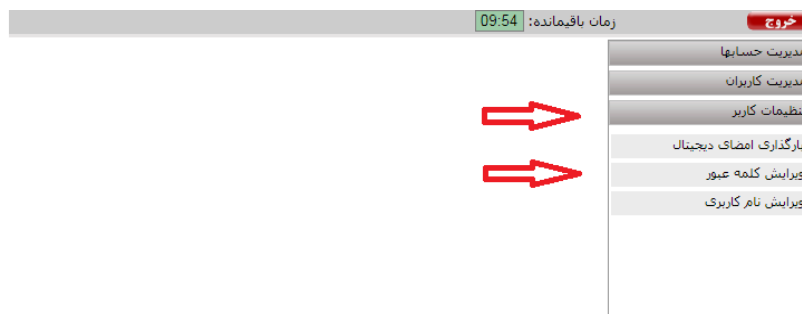 خروج زمان باقیمانده: 09:54
مدیریت حسابها
مدیریت کاربران
تنظیمات کاربر
بارگذاری امضای دیجیتال
ویرایش کلمه عبور
ویرایش نام کاربری